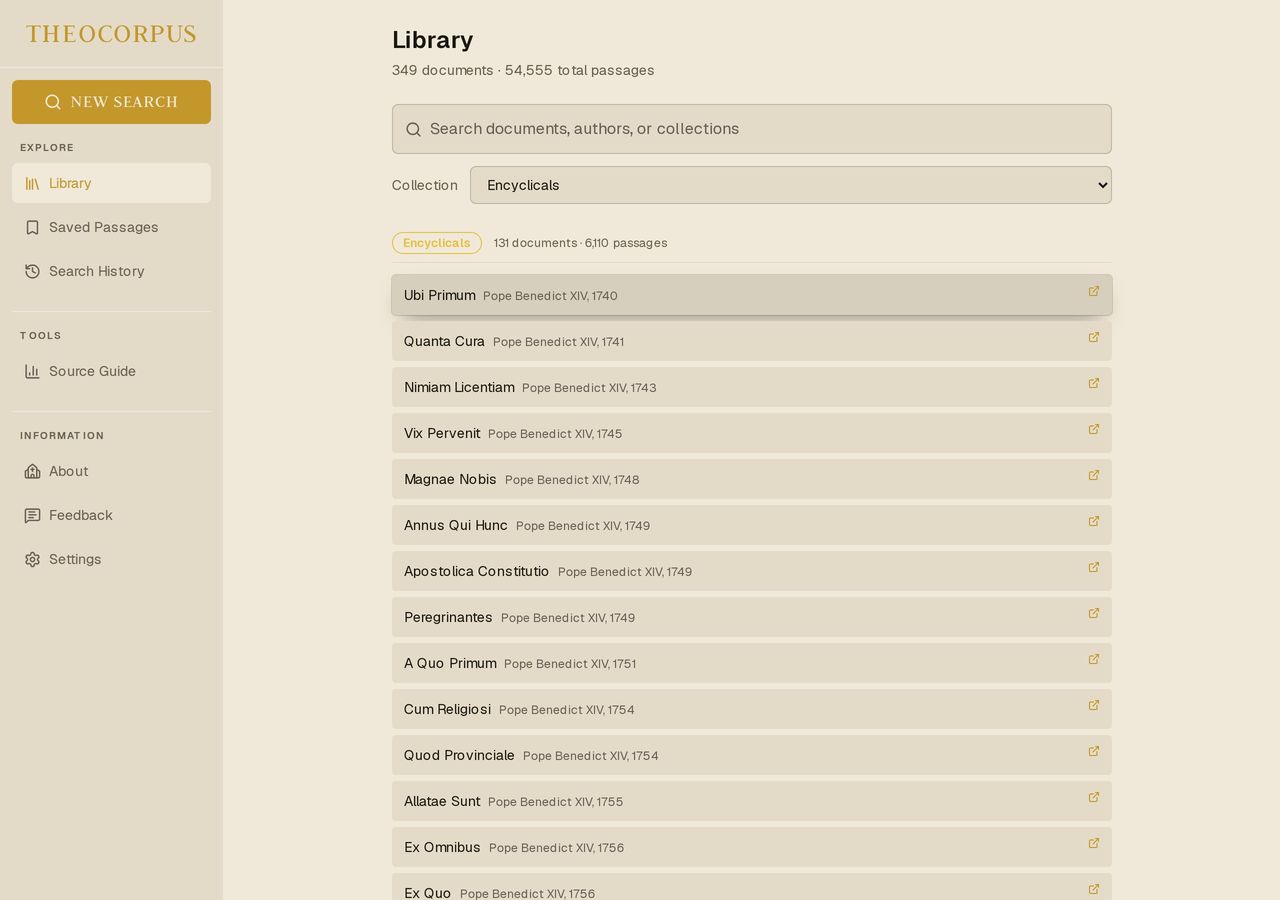 THEOCORPUS
NEW SEARCH
EXPLORE
Library
Saved Passages
Search History
TOOLS
Source Guide
INFORMATION
About
Feedback
Settings
Library
349 documents · 54,555 total passages
Search documents, authors, or collections
Collection Encyclicals
Encyclicals 131 documents · 6,110 passages
Ubi Primum Pope Benedict XIV, 1740
Quanta Cura Pope Benedict XIV, 1741
Nimiam Licentiam Pope Benedict XIV, 1743
Vix Pervenit Pope Benedict XIV, 1745
Magnae Nobis Pope Benedict XIV, 1748
Annus Qui Hunc Pope Benedict XIV, 1749
Apostolica Constitutio Pope Benedict XIV, 1749
Peregrinantes Pope Benedict XIV, 1749
A Quo Primum Pope Benedict XIV, 1751
Cum Religiosi Pope Benedict XIV, 1754
Quod Provinciale Pope Benedict XIV, 1754
Allatae Sunt Pope Benedict XIV, 1755
Ex Omnibus Pope Benedict XIV, 1756
Ex Quo Pope Benedict XIV, 1756